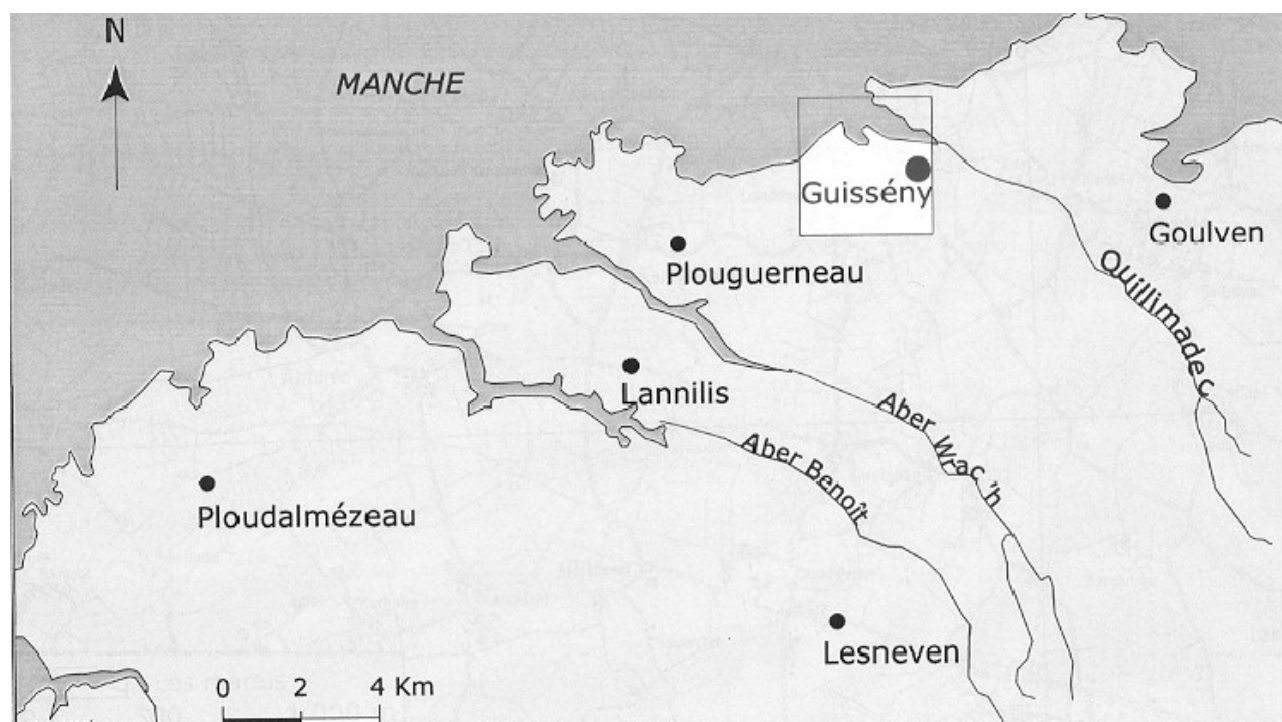 N
MANCHE
Guissény
Goulven
Plouguerneau
Quillimadec
Lannilis
Aber Wrac'h
Aber Benoît
Ploudalmézeau
Lesneven
0 2 4 Km